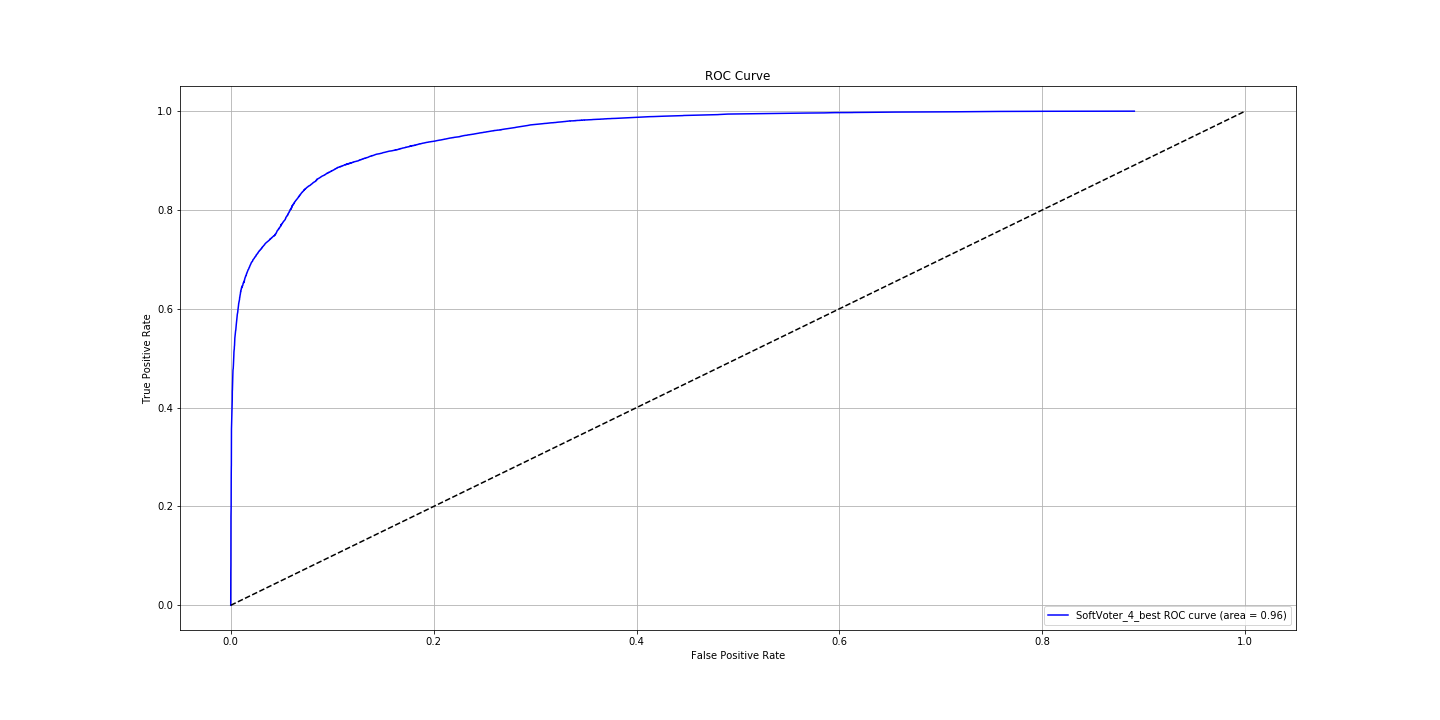 ROC Curve
1.0
0.8
0.6
0.4
0.2
0.0
True Positive Rate
0.0 0.2 0.4 0.6 0.8 1.0
False Positive Rate
SoftVoter_4_best ROC curve (area = 0.96)